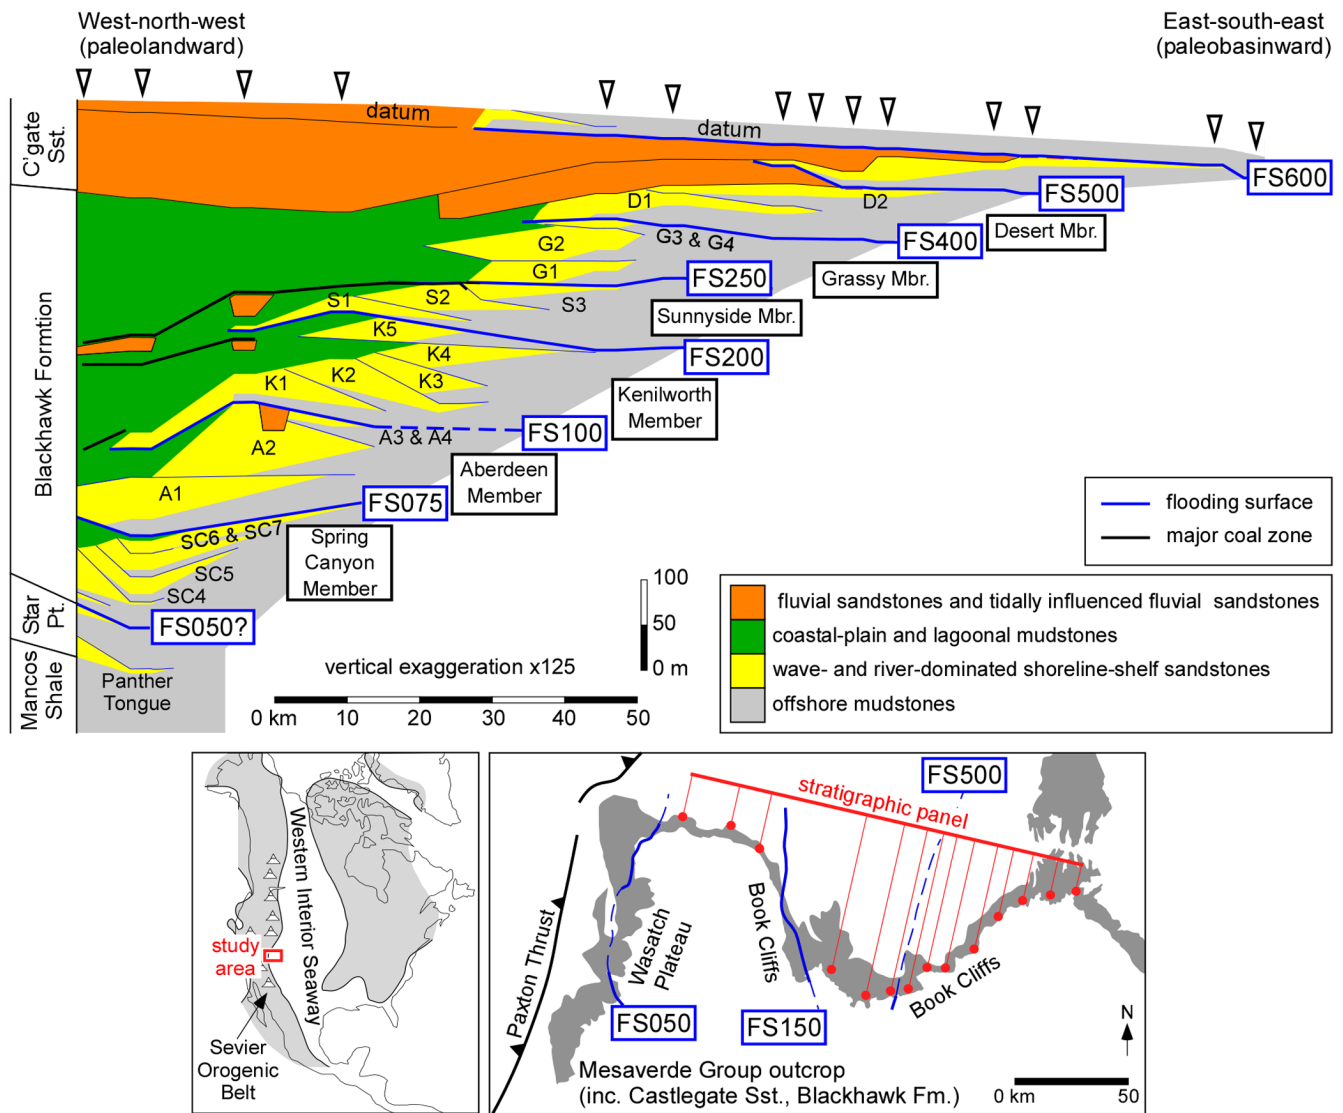 West-north-west
(paleolandward)
East-south-east
(paleobasinward)
C'gate
Sst.
Blackhawk Formtion
Star
Pt.
Mancos
Shale
datum
datum
FS600
D1
D2
FS500
Desert Mbr.
G2
G3 & G4
FS400
Grassy Mbr.
G1
FS250
S1
S2
S3
Sunnyside Mbr.
K5
FS200
K4
K1
K2
K3
Kenilworth
Member
A2
A3 & A4
FS100
Aberdeen
Member
A1
FS075
SC6 & SC7
SC5
SC4
Spring
Canyon
Member
FS050?
Panther
Tongue
100
50
0 m
vertical exaggeration x125
0 km
10
20
30
40
50
flooding surface
major coal zone
fluvial sandstones and tidally influenced fluvial sandstones
coastal-plain and lagoonal mudstones
wave- and river-dominated shoreline-shelf sandstones
offshore mudstones
Western Interior Seaway
study
area
Sevier
Orogenic
Belt
FS500
stratigraphic panel
Paxton Thrust
Wasatch
Plateau
Book Cliffs
Book Cliffs
FS050
FS150
N
Mesaverde Group outcrop
(inc. Castlegate Sst., Blackhawk Fm.)
0 km
50